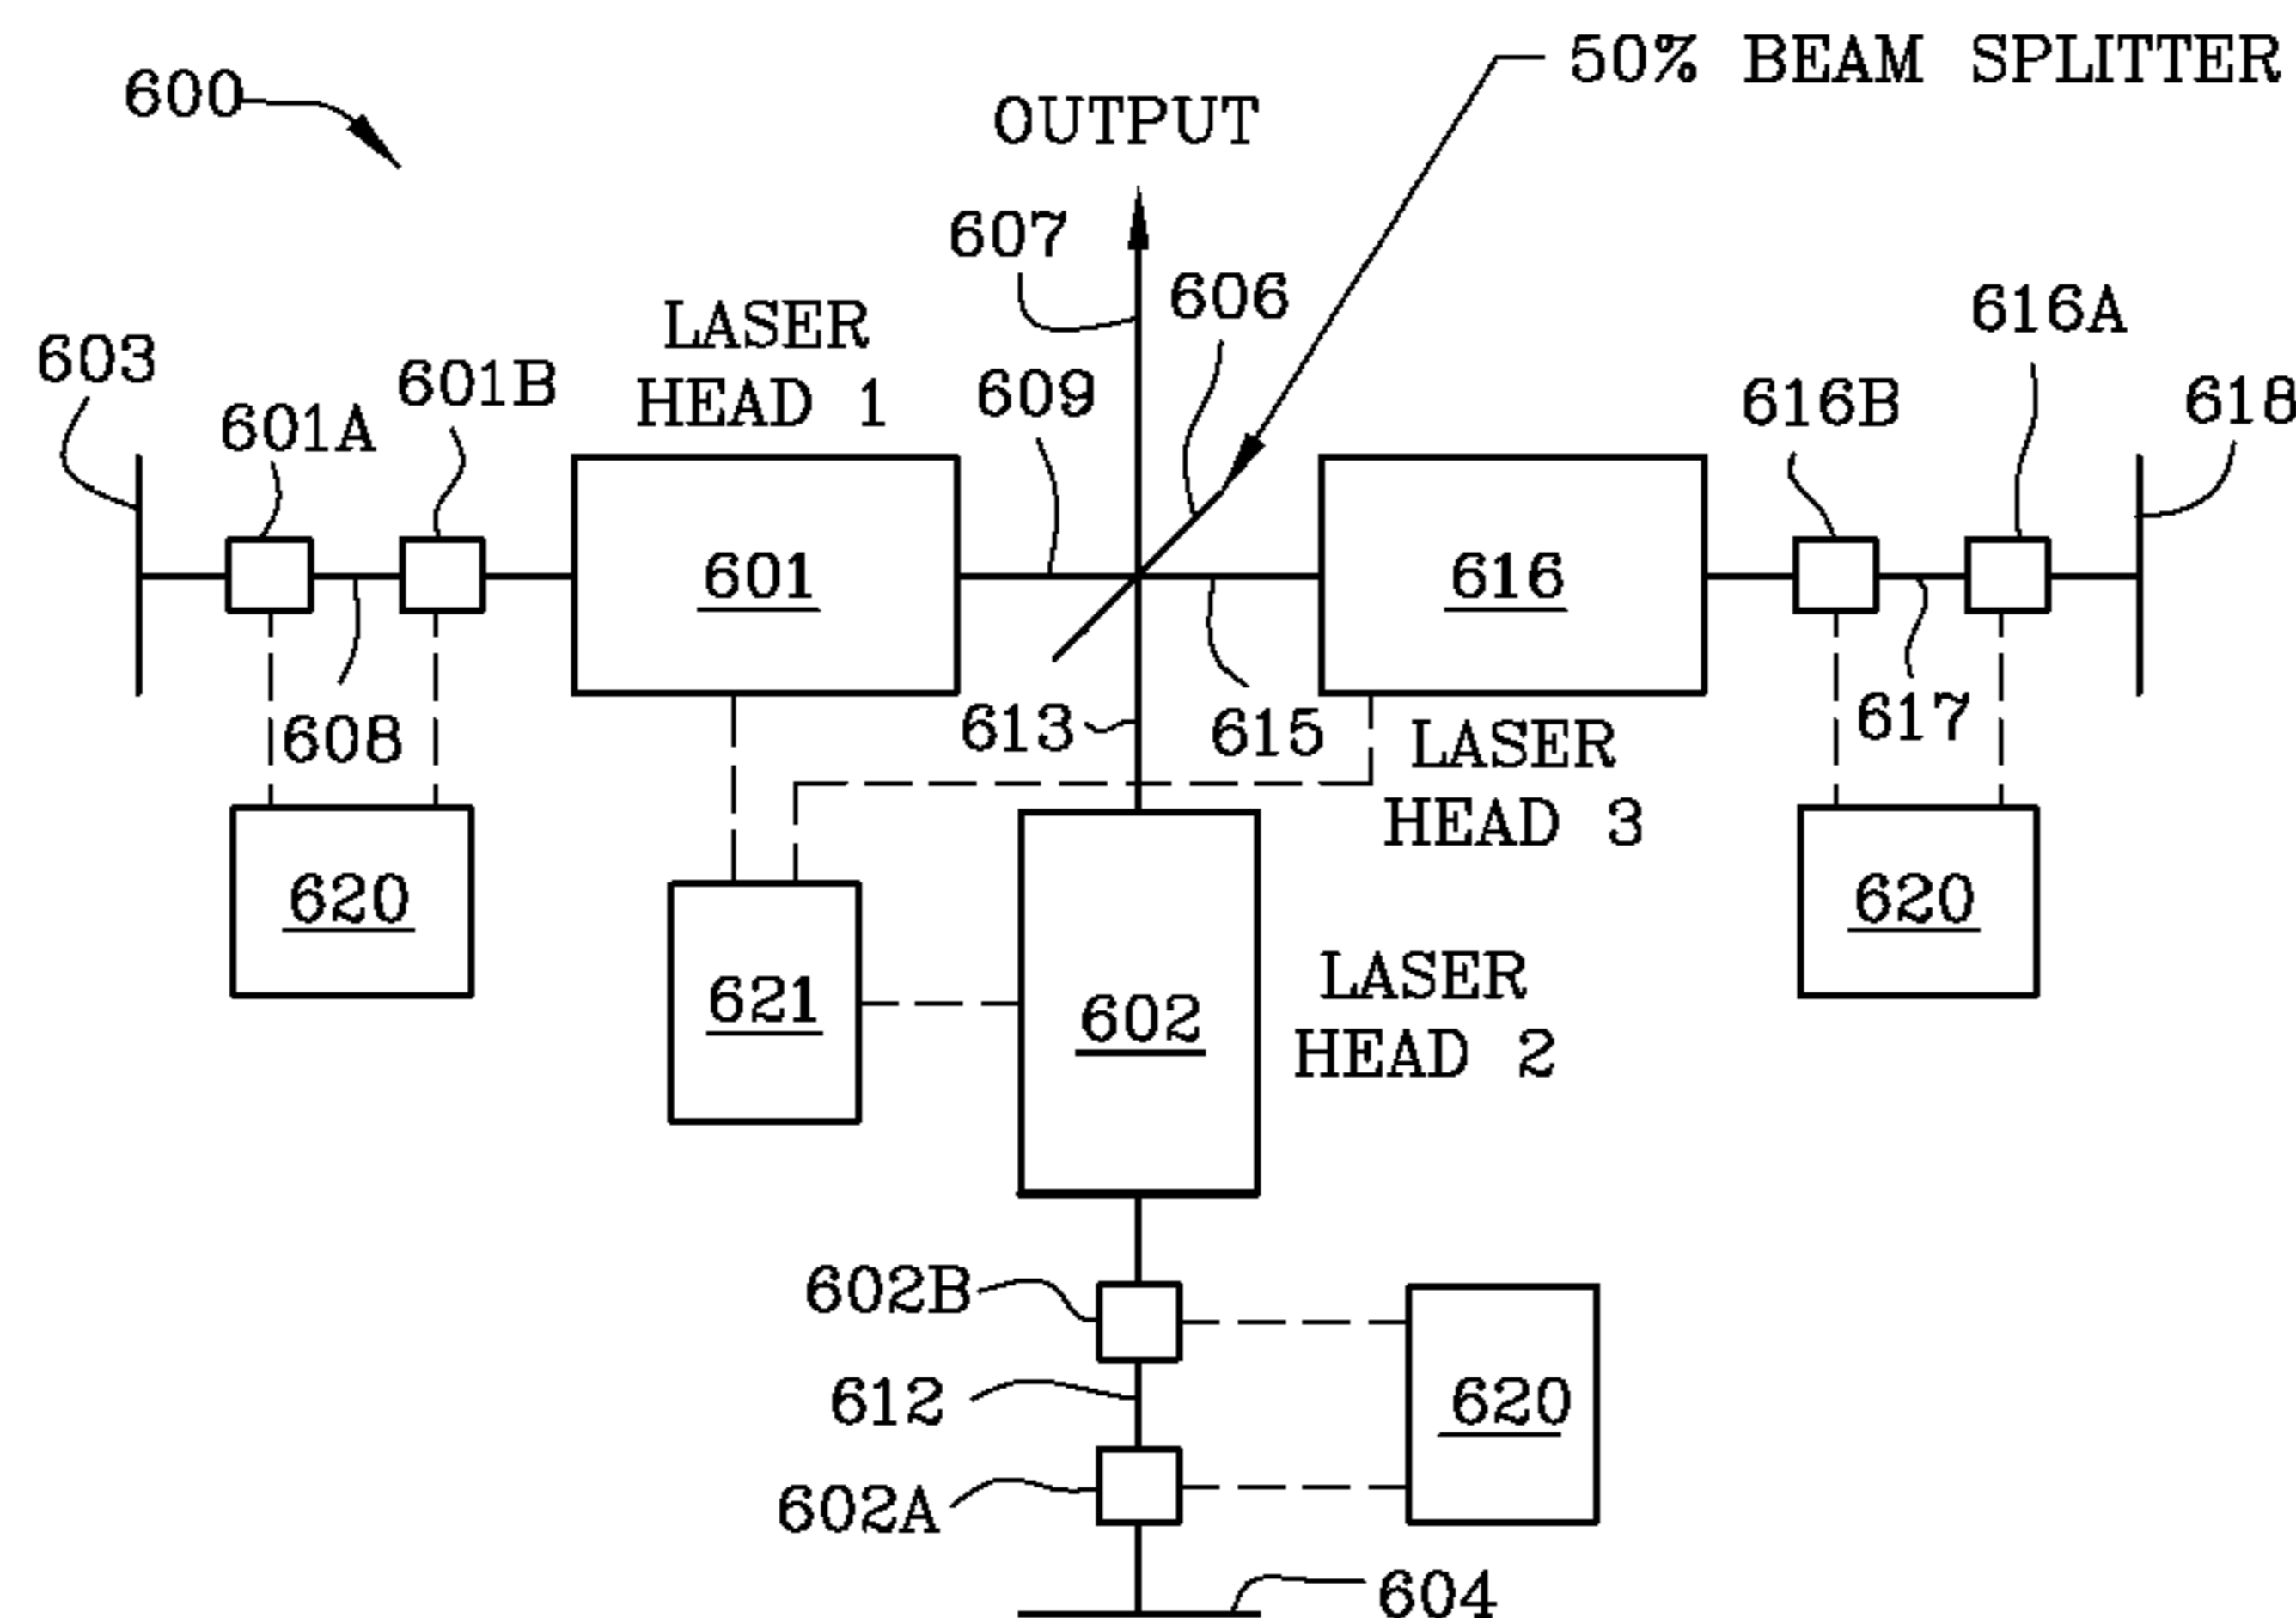 50% BEAM SPLITTER
600
OUTPUT
607
606
616A
LASER
HEAD 1
603
601B
609
616B
618
601A
601
616
608
613
615
617
LASER
HEAD 3
620
620
621
602
LASER
HEAD 2
602B
612
620
602A
604